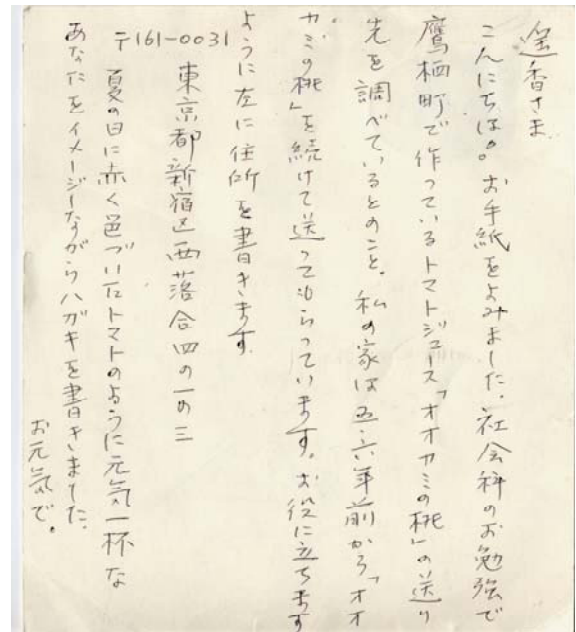 遥香さま
こんにちは。お手紙をよみました。社会科のお勉強で
鷹栖町で作っているトマトジュース「オオカミの桃」の送り
先を調べているとのこと、私の家は五・六年前から「オオ
カミの桃」を続けて送ってもらっています。お役に立ちます
ように左に住所を書きます。
〒161-0031
東京都新宿区西落合四の一の三
夏の日に赤く色づいたトマトのように元気一杯な
あなたをイメージしながらハガキを書きました。
お元気で。